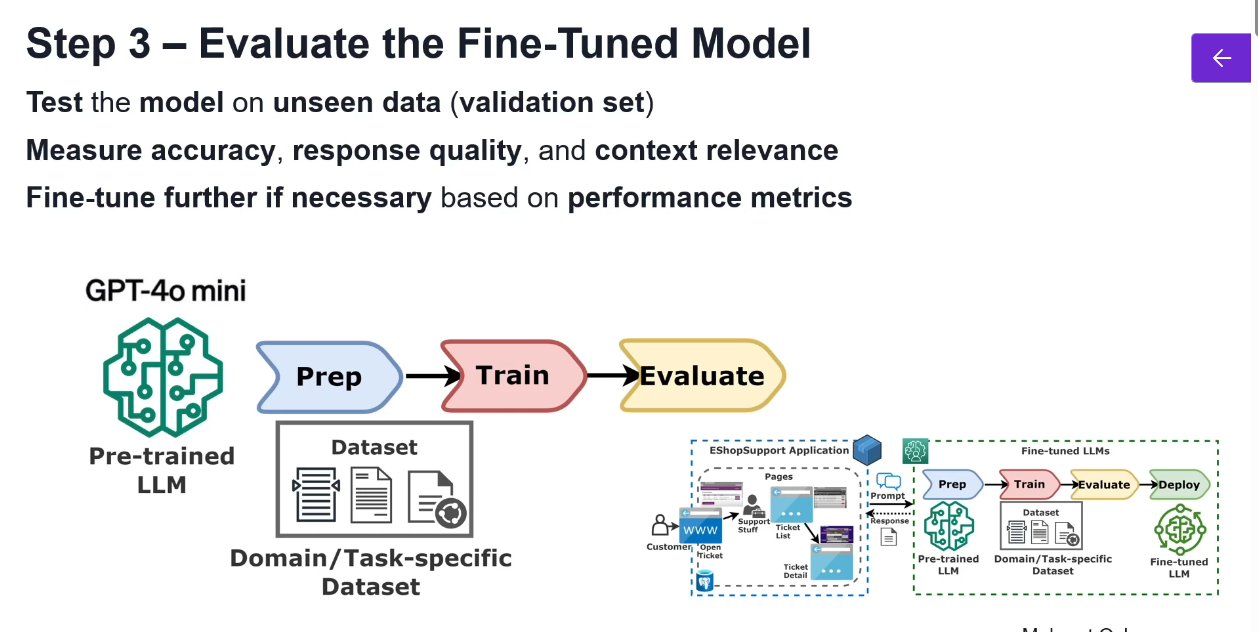 Step 3 – Evaluate the Fine-Tuned Model
Test the model on unseen data (validation set)
Measure accuracy, response quality, and context relevance
Fine-tune further if necessary based on performance metrics
GPT-4o mini
Prep
Train
Evaluate
Pre-trained
LLM
Dataset
Domain/Task-specific
Dataset
EShopSupport Application
Pages
Customer
WWW
Open
Ticket
Support
Stuff
Ticket
List
Ticket
Detail
Prompt
Response
Fine-tuned LLMs
Prep
Train
Evaluate
Deploy
Dataset
Pre-trained
LLM
Domain/Task-specific
Dataset
Fine-tuned
LLM